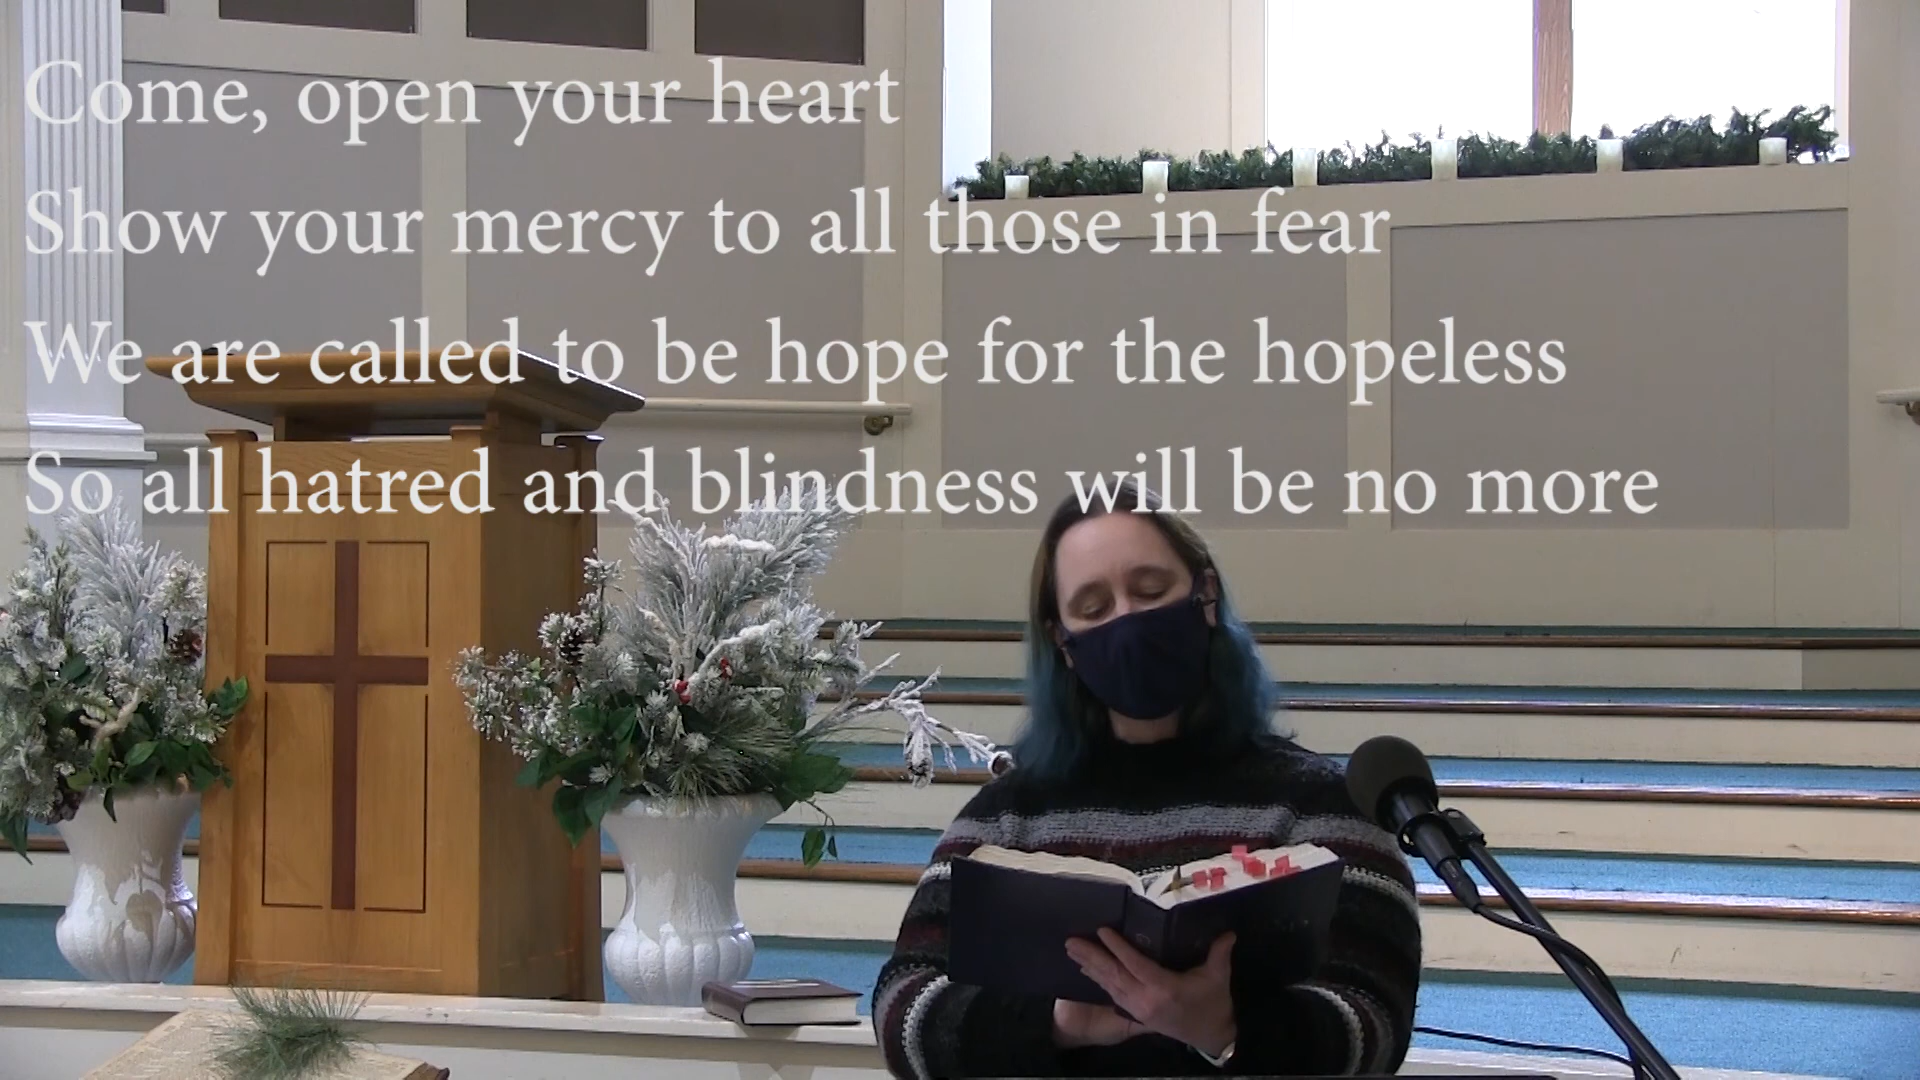 Come, open your heart
Show your mercy to all those in fear
We are called to be hope for the hopeless
So all hatred and blindness will be no more